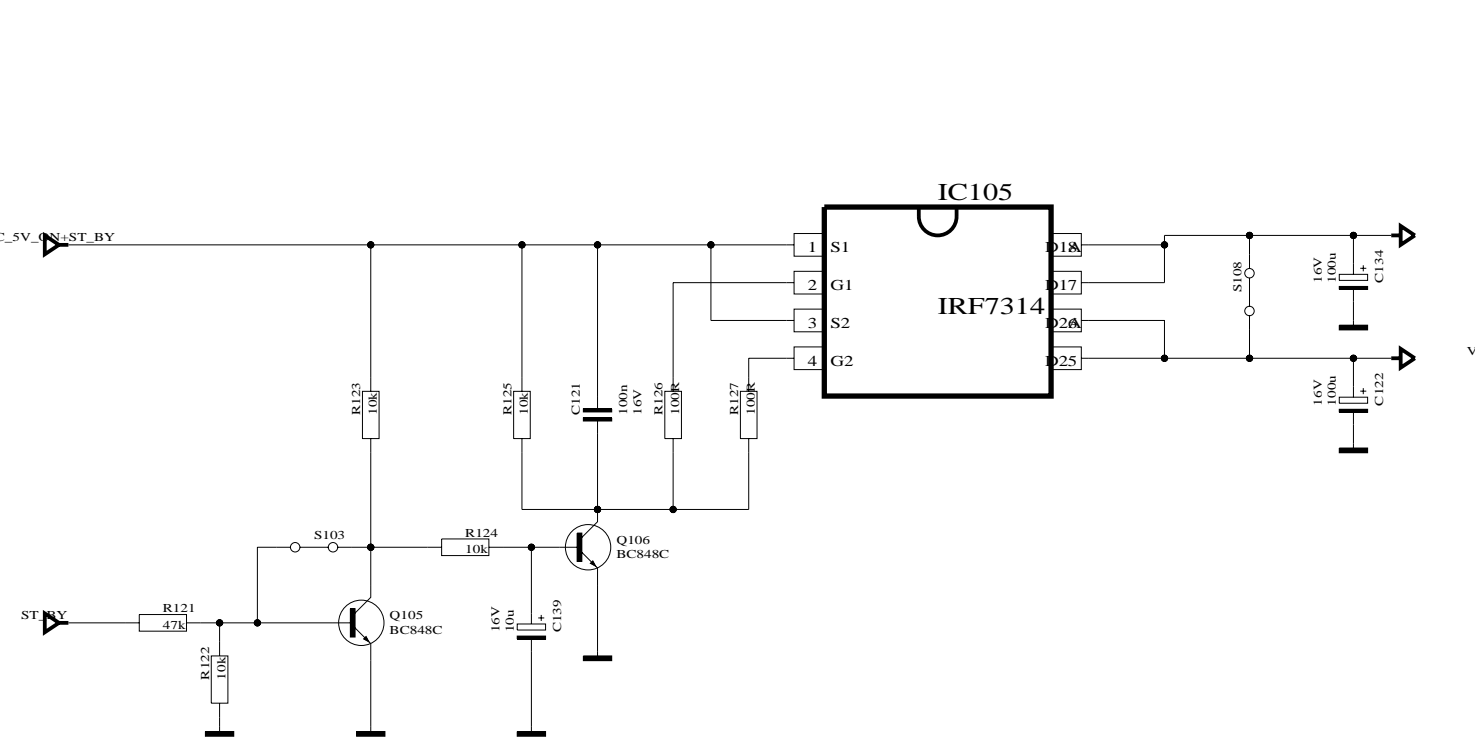 IC105
C_5V_ON+ST_BY
1 S1
2 G1
3 S2
4 G2
IRF7314
D17
D25
S108
16V
100u
C134
16V
100u
C122
V
R123
10k
R125
10k
C121
100n
16V
R126
100R
R127
100R
S103
R124
10k
Q106
BC848C
ST_BY
R121
47k
R122
10k
Q105
BC848C
16V
10u
C139